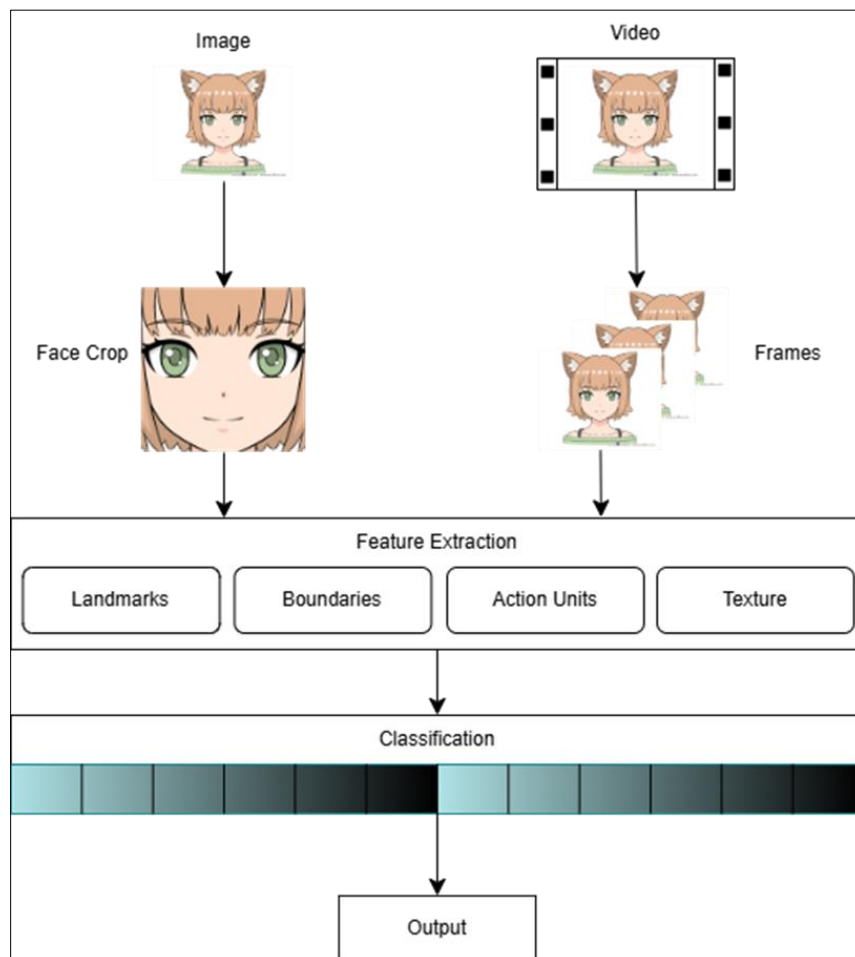 Image
Video
Face Crop
Frames
Feature Extraction
Landmarks
Boundaries
Action Units
Texture
Classification
Output